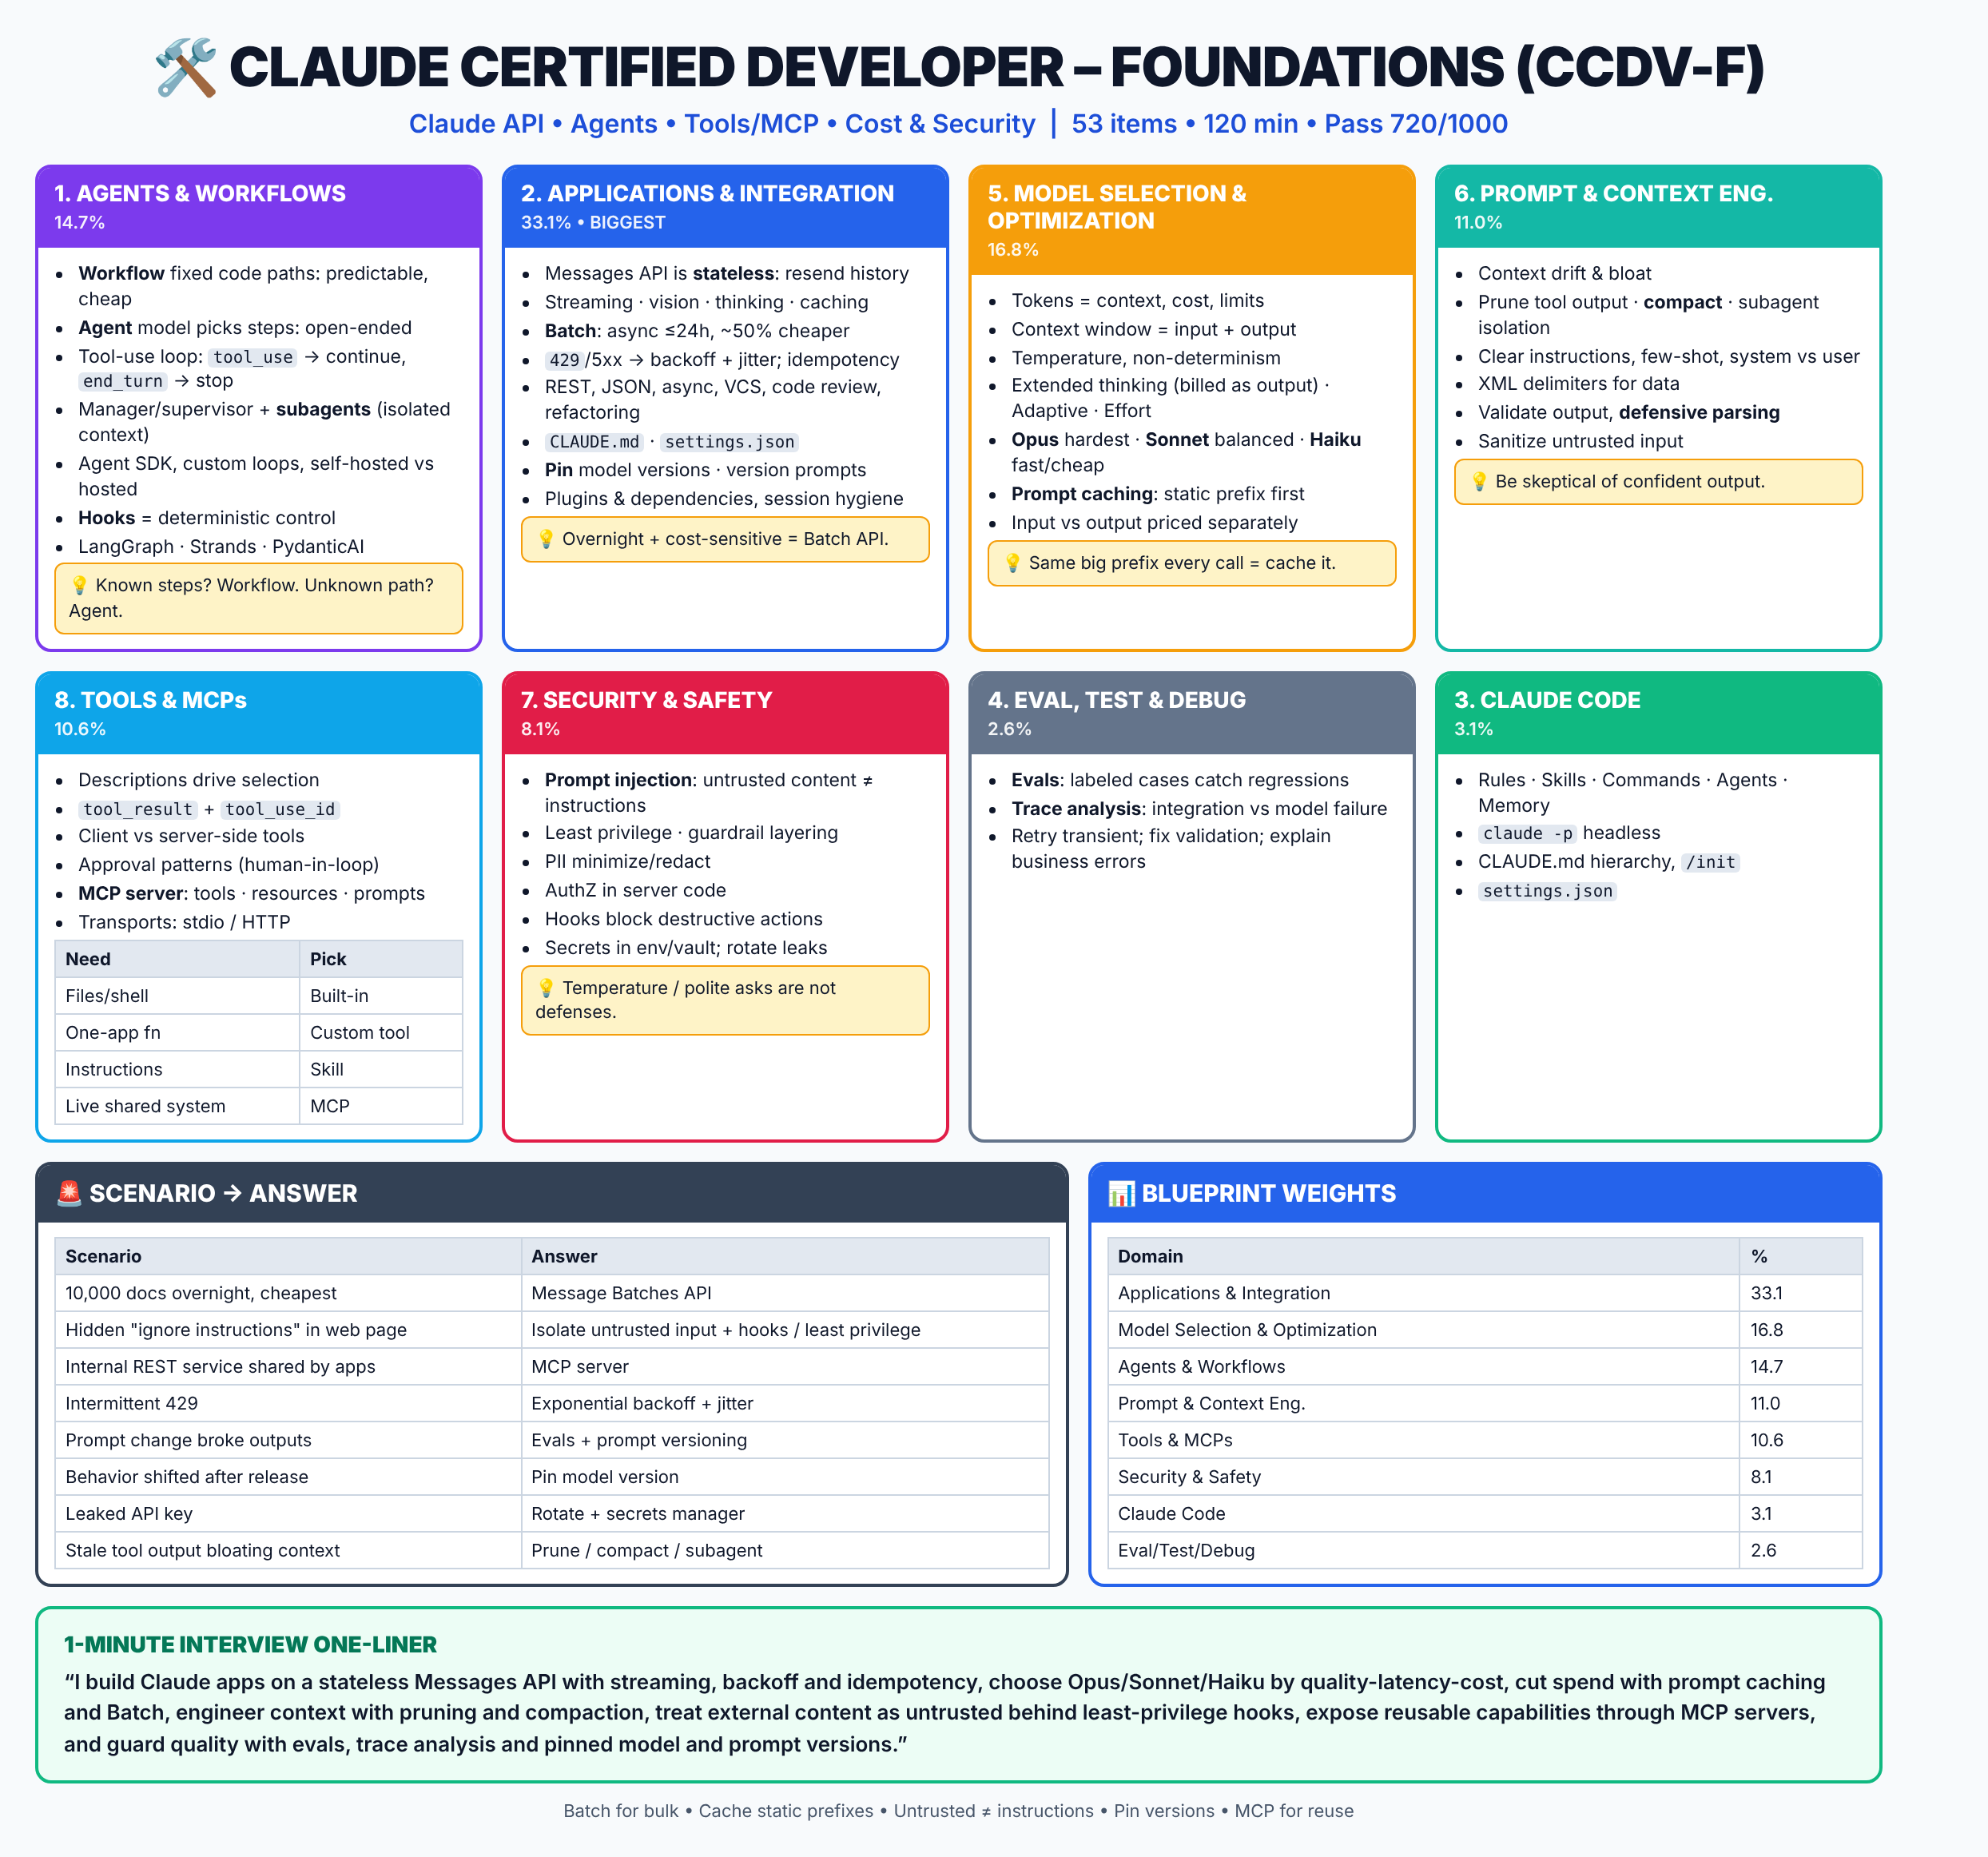 🛠️ CLAUDE CERTIFIED DEVELOPER – FOUNDATIONS (CCDV-F)
Claude API • Agents • Tools/MCP • Cost & Security | 53 items • 120 min • Pass 720/1000
1. AGENTS & WORKFLOWS
14.7%
• Workflow fixed code paths: predictable,
cheap
• Agent model picks steps: open-ended
• Tool-use loop: tool_use → continue,
end_turn → stop
• Manager/supervisor + subagents (isolated
context)
• Agent SDK, custom loops, self-hosted vs
hosted
• Hooks = deterministic control
• LangGraph · Strands · PydanticAI
💡 Known steps? Workflow. Unknown path?
Agent.
2. APPLICATIONS & INTEGRATION
33.1% • BIGGEST
• Messages API is stateless: resend history
• Streaming · vision · thinking · caching
• Batch: async ≤24h, ~50% cheaper
• 429/5xx → backoff + jitter; idempotency
• REST, JSON, async, VCS, code review,
refactoring
• CLAUDE.md · settings.json
• Pin model versions · version prompts
• Plugins & dependencies, session hygiene
💡 Overnight + cost-sensitive = Batch API.
5. MODEL SELECTION &
OPTIMIZATION
16.8%
• Tokens = context, cost, limits
• Context window = input + output
• Temperature, non-determinism
• Extended thinking (billed as output) ·
Adaptive · Effort
• Opus hardest · Sonnet balanced · Haiku
fast/cheap
• Prompt caching: static prefix first
• Input vs output priced separately
💡 Same big prefix every call = cache it.
6. PROMPT & CONTEXT ENG.
11.0%
• Context drift & bloat
• Prune tool output · compact · subagent
isolation
• Clear instructions, few-shot, system vs user
• XML delimiters for data
• Validate output, defensive parsing
• Sanitize untrusted input
💡 Be skeptical of confident output.
8. TOOLS & MCPs
10.6%
• Descriptions drive selection
• tool_result + tool_use_id
• Client vs server-side tools
• Approval patterns (human-in-loop)
• MCP server: tools · resources · prompts
• Transports: stdio / HTTP
Need Pick
Files/shell Built-in
One-app fn Custom tool
Instructions Skill
Live shared system MCP
7. SECURITY & SAFETY
8.1%
• Prompt injection: untrusted content ≠
instructions
• Least privilege · guardrail layering
• PII minimize/redact
• AuthZ in server code
• Hooks block destructive actions
• Secrets in env/vault; rotate leaks
💡 Temperature / polite asks are not
defenses.
4. EVAL, TEST & DEBUG
2.6%
• Evals: labeled cases catch regressions
• Trace analysis: integration vs model failure
• Retry transient; fix validation; explain
business errors
3. CLAUDE CODE
3.1%
• Rules · Skills · Commands · Agents ·
Memory
• claude -p headless
• CLAUDE.md hierarchy, /init
• settings.json
🚨 SCENARIO → ANSWER
Scenario Answer
10,000 docs overnight, cheapest Message Batches API
Hidden "ignore instructions" in web page Isolate untrusted input + hooks / least privilege
Internal REST service shared by apps MCP server
Intermittent 429 Exponential backoff + jitter
Prompt change broke outputs Evals + prompt versioning
Behavior shifted after release Pin model version
Leaked API key Rotate + secrets manager
Stale tool output bloating context Prune / compact / subagent
📊 BLUEPRINT WEIGHTS
Domain %
Applications & Integration 33.1
Model Selection & Optimization 16.8
Agents & Workflows 14.7
Prompt & Context Eng. 11.0
Tools & MCPs 10.6
Security & Safety 8.1
Claude Code 3.1
Eval/Test/Debug 2.6
1-MINUTE INTERVIEW ONE-LINER
“I build Claude apps on a stateless Messages API with streaming, backoff and idempotency, choose Opus/Sonnet/Haiku by quality-latency-cost, cut spend with prompt caching
and Batch, engineer context with pruning and compaction, treat external content as untrusted behind least-privilege hooks, expose reusable capabilities through MCP servers,
and guard quality with evals, trace analysis and pinned model and prompt versions.”
Batch for bulk • Cache static prefixes • Untrusted ≠ instructions • Pin versions • MCP for reuse